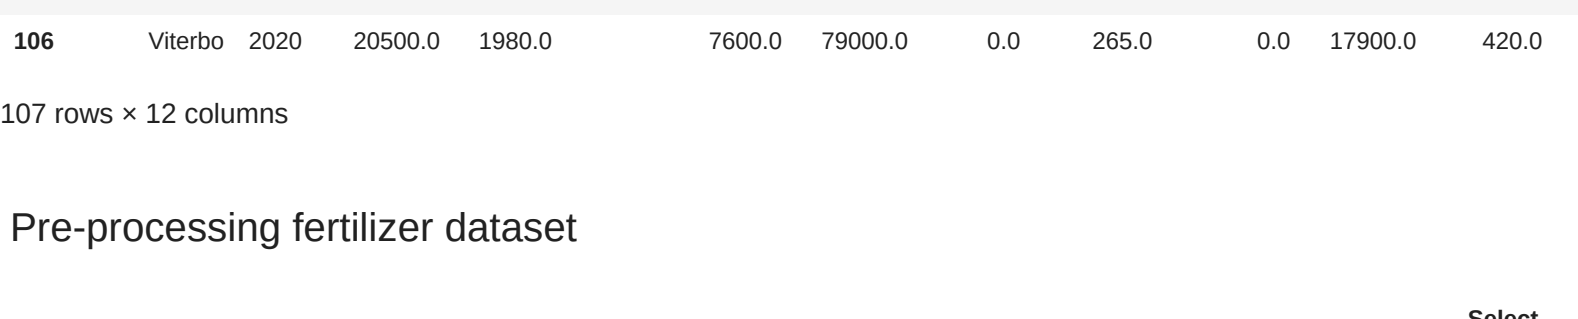 106 Viterbo 2020 20500.0 1980.0 7600.0 79000.0 0.0 265.0 0.0 17900.0 420.0
107 rows × 12 columns
Pre-processing fertilizer dataset
Select